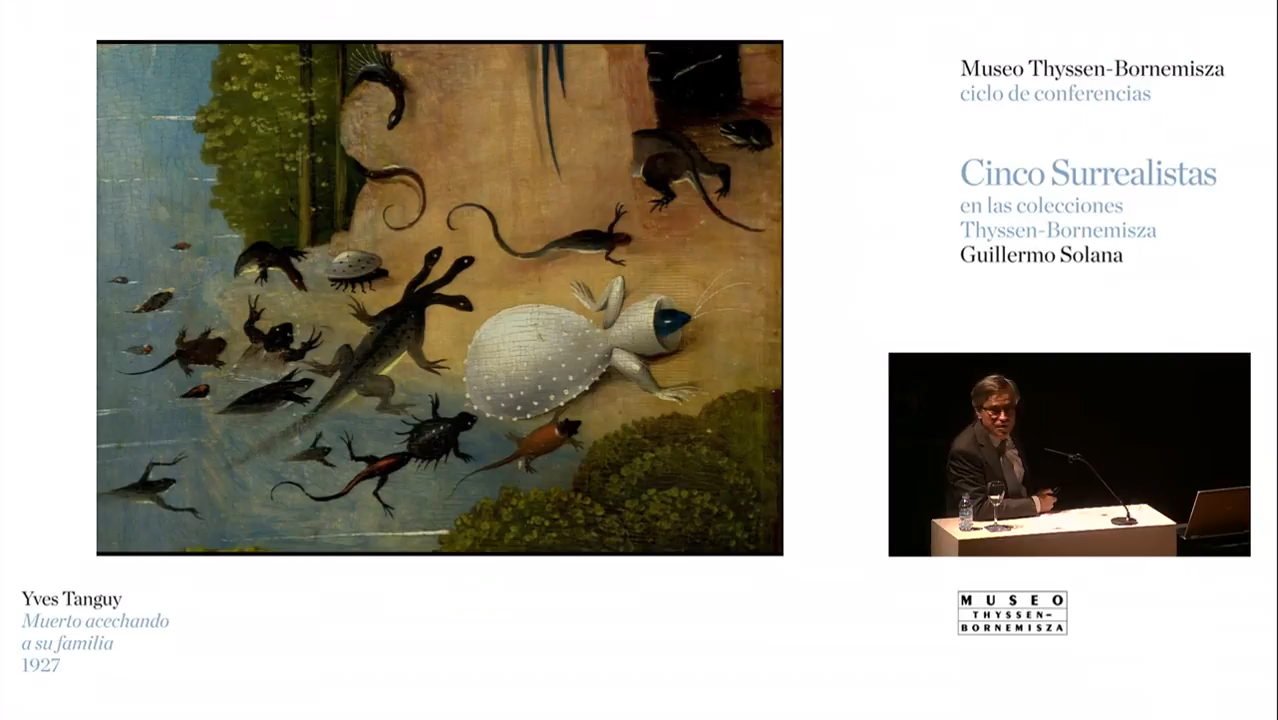 Museo Thyssen-Bornemisza
ciclo de conferencias
Cinco Surrealistas
en las colecciones
Thyssen-Bornemisza
Guillermo Solana
Yves Tanguy
Muerto acechando
a su familia
1927
MUSEO
THYSSEN-
BORNEMISZA